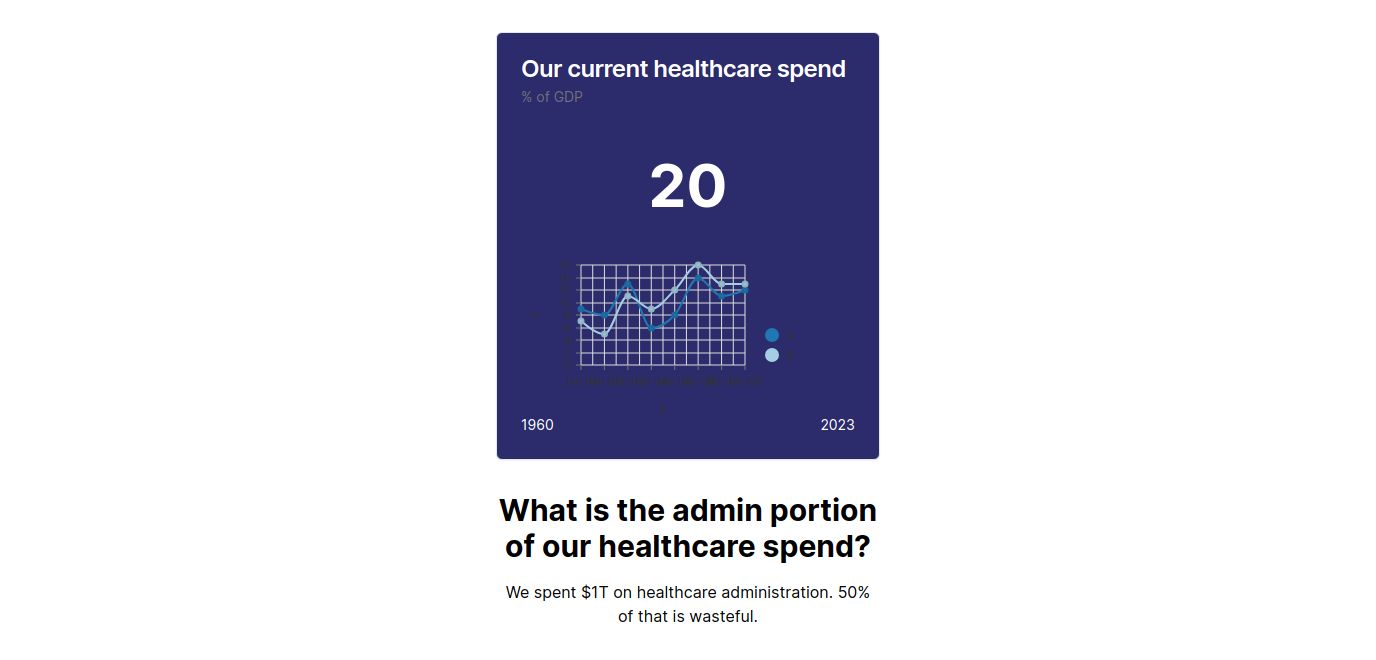 Our current healthcare spend
% of GDP
20
1960
2023
What is the admin portion
of our healthcare spend?
We spent $1T on healthcare administration. 50%
of that is wasteful.